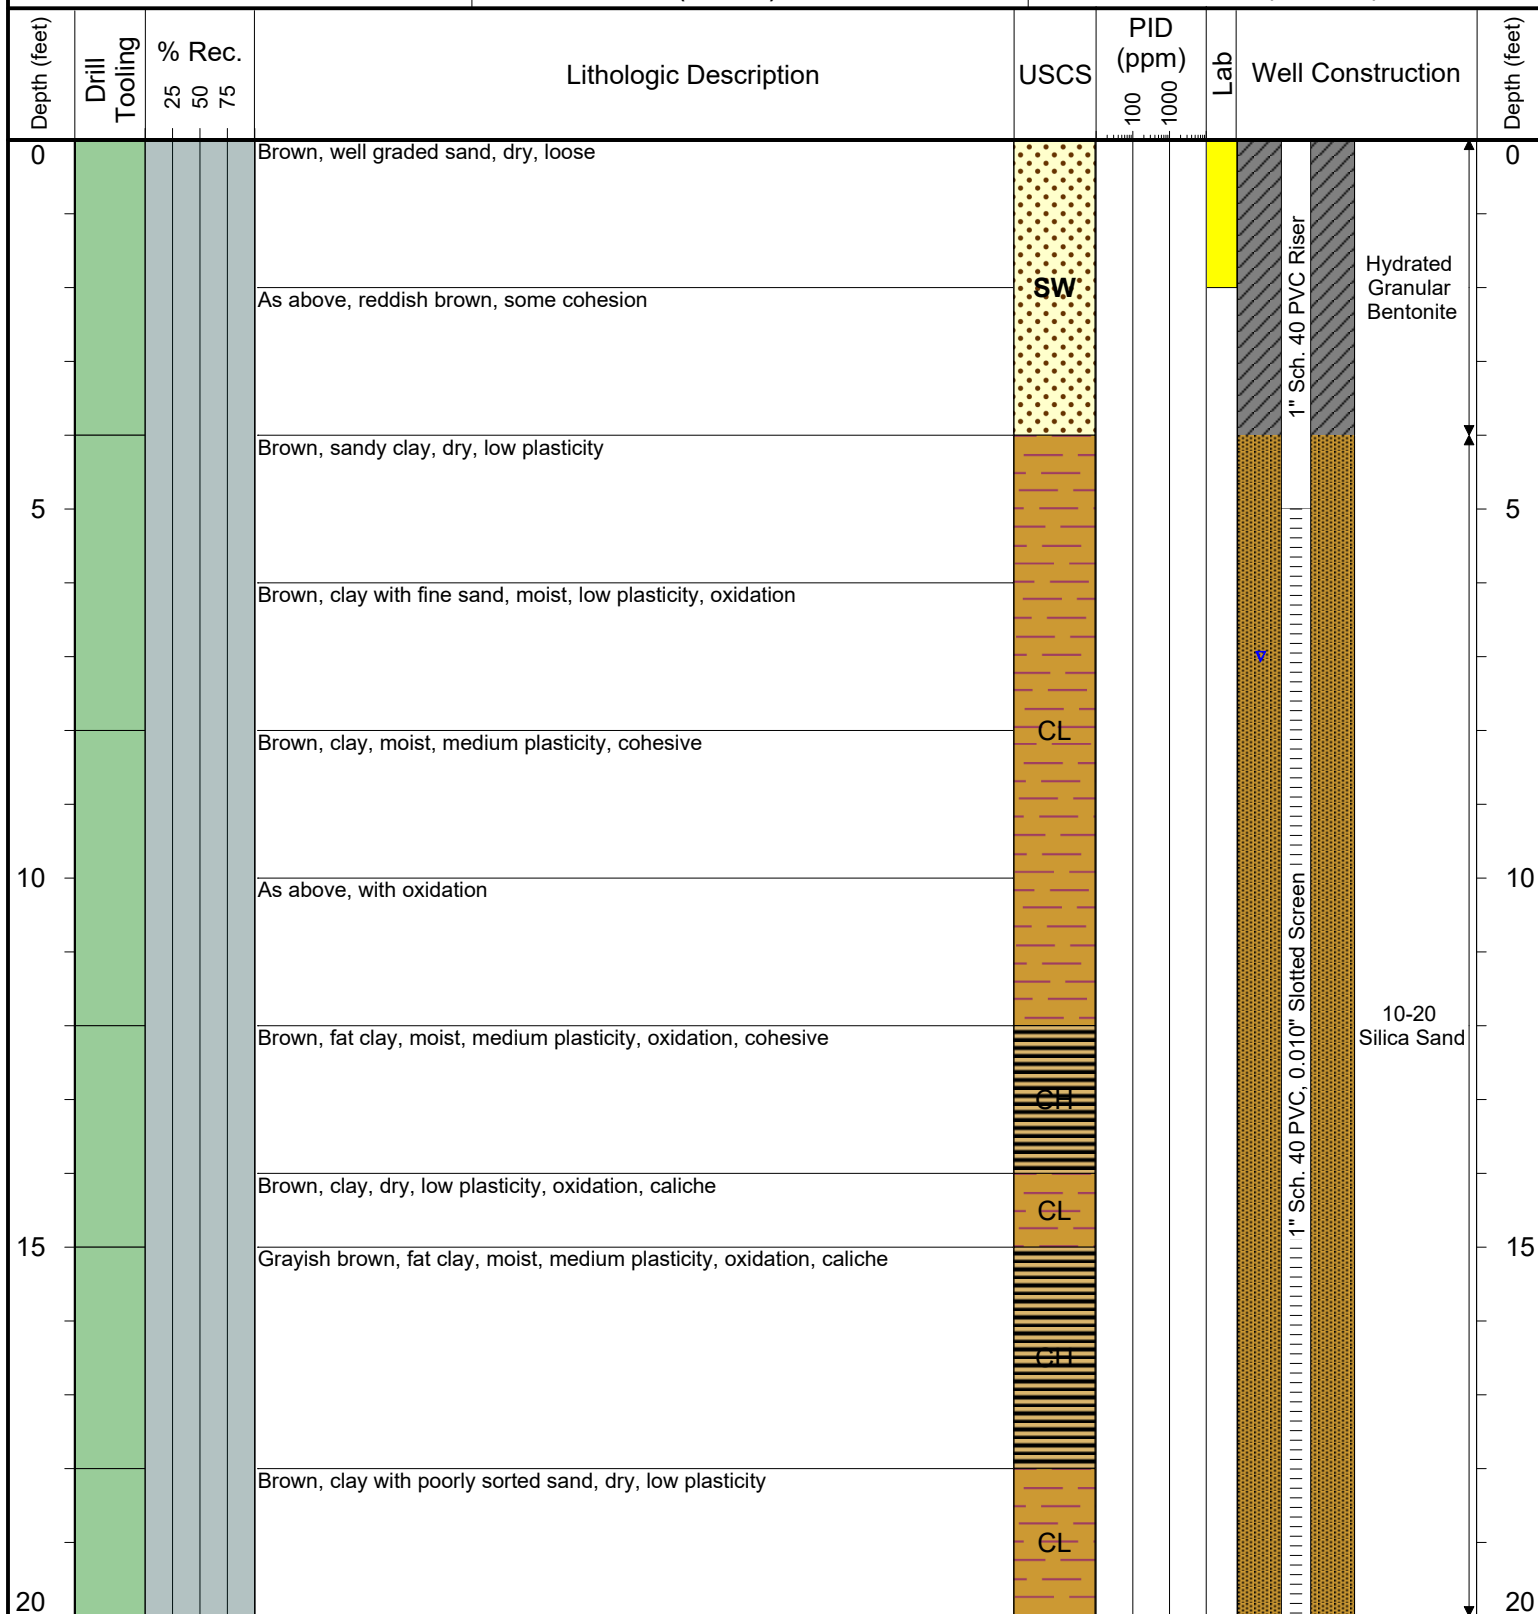 Depth (feet)
Drill
Tooling
% Rec.
25
50
75
Lithologic Description
USCS
PID
(ppm)
100
1000
Lab
Well Construction
Depth (feet)
0
Brown, well graded sand, dry, loose
0
1" Sch. 40 PVC Riser
Hydrated
Granular
Bentonite
As above, reddish brown, some cohesion
SW
Brown, sandy clay, dry, low plasticity
5
5
Brown, clay with fine sand, moist, low plasticity, oxidation
Brown, clay, moist, medium plasticity, cohesive
CL
10
As above, with oxidation
10
1" Sch. 40 PVC, 0.010" Slotted Screen
10-20
Silica Sand
Brown, fat clay, moist, medium plasticity, oxidation, cohesive
CH
Brown, clay, dry, low plasticity, oxidation, caliche
CL
15
Grayish brown, fat clay, moist, medium plasticity, oxidation, caliche
15
CH
Brown, clay with poorly sorted sand, dry, low plasticity
CL
20
20